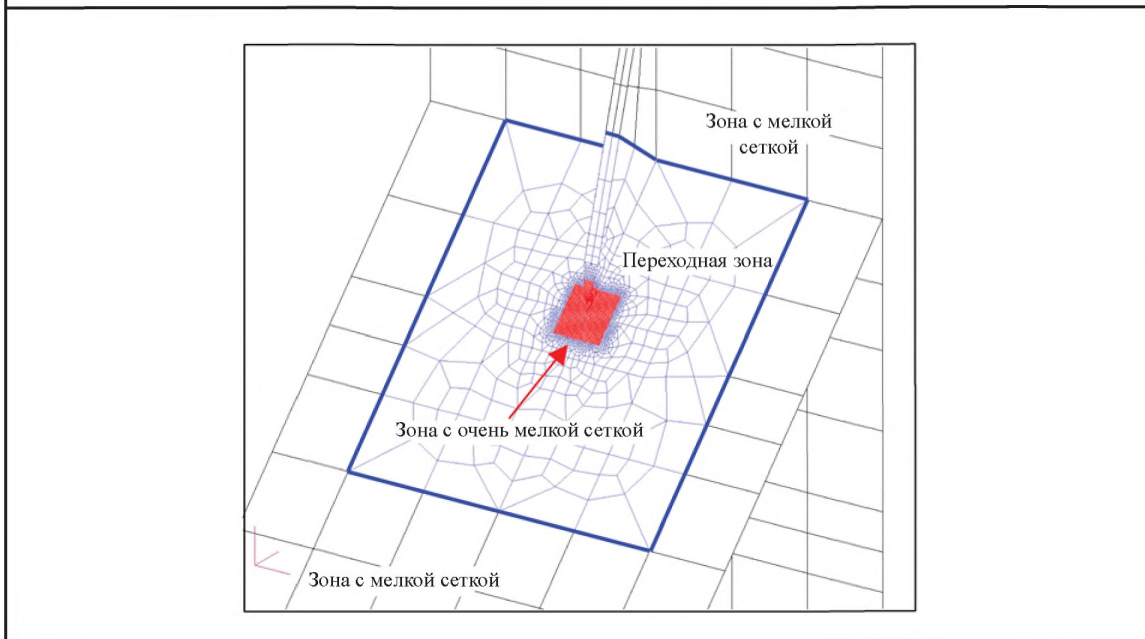 Зона с мелкой
сеткой
Переходная зона
Зона с очень мелкой сеткой
Зона с мелкой сеткой